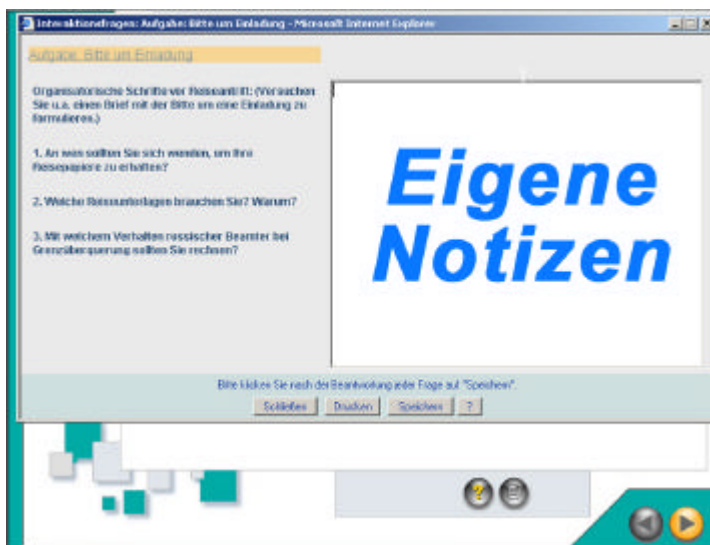 Interaktionsfragen: Aufgabe: Bitte um Einladung - Microsoft Internet Explorer
Aufgabe: Bitte um Einladung
Organisatorische Schritte vor Reiseantritt: (Versuchen
Sie u.a. einen Brief mit der Bitte um eine Einladung zu
formulieren.)
1. An wen sollten Sie sich wenden, um Ihre
Reisepapiere zu erhalten?
2. Welche Reiseunterlagen brauchen Sie? Warum?
3. Mit welchem Verhalten russischer Beamter bei
Grenzüberquerung sollten Sie rechnen?
Eigene
Notizen
Bitte klicken Sie nach der Beantwortung jeder Frage auf "Speichern".
Schließen Drucken Speichern ?
?